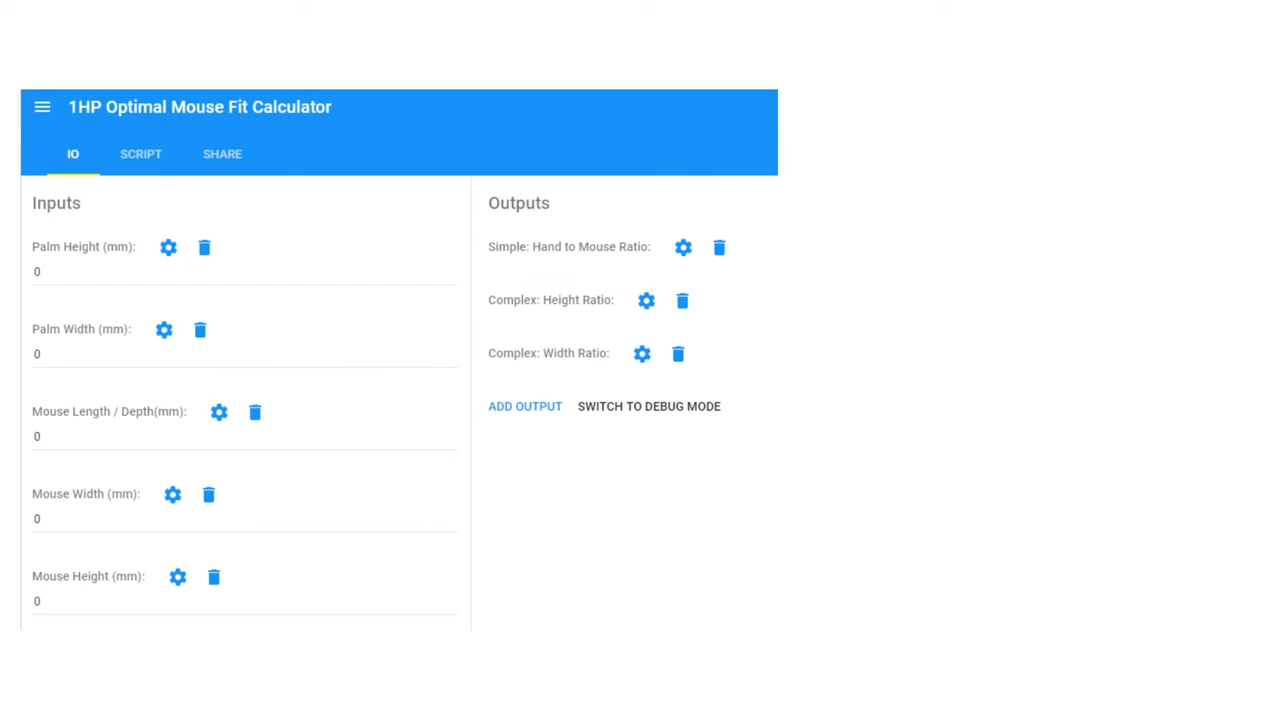 1HP Optimal Mouse Fit Calculator
IO SCRIPT SHARE
Inputs
Palm Height (mm):
0
Palm Width (mm):
0
Mouse Length / Depth(mm):
0
Mouse Width (mm):
0
Mouse Height (mm):
0
Outputs
Simple: Hand to Mouse Ratio:
Complex: Height Ratio:
Complex: Width Ratio:
ADD OUTPUT SWITCH TO DEBUG MODE